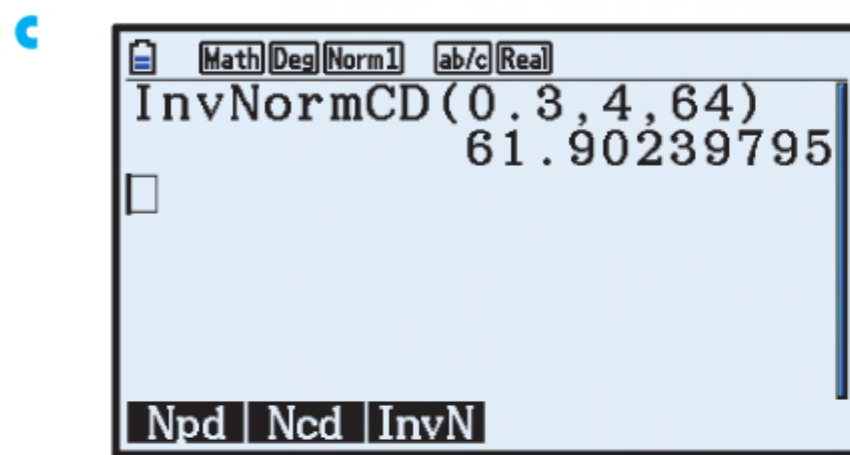 c
Math Deg Norm1 ab/c Real
InvNormCD(0.3,4,64)
61.90239795
Npd Ncd InvN